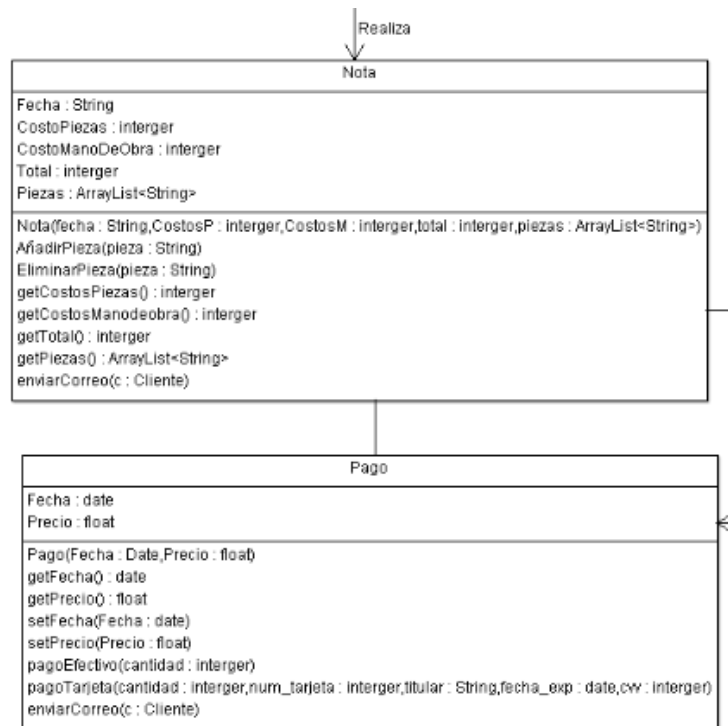 Realiza
Nota
Fecha : String
CostoPiezas : interger
CostoManoDeObra : interger
Total : interger
Piezas : ArrayList<String>
Nota(fecha : String,CostosP : interger,CostosM : interger,total : interger,piezas : ArrayList<String>)
AñadirPieza(pieza : String)
EliminarPieza(pieza : String)
getCostosPiezas() : interger
getCostosManodeobra() : interger
getTotal() : interger
getPiezas() : ArrayList<String>
enviarCorreo(c : Cliente)
Pago
Fecha : date
Precio : float
Pago(Fecha : Date,Precio : float)
getFecha() : date
getPrecio() : float
setFecha(Fecha : date)
setPrecio(Precio : float)
pagoEfectivo(cantidad : interger)
pagoTarjeta(cantidad : interger,num_tarjeta : interger,titular : String,fecha_exp : date,cvv : interger)
enviarCorreo(c : Cliente)